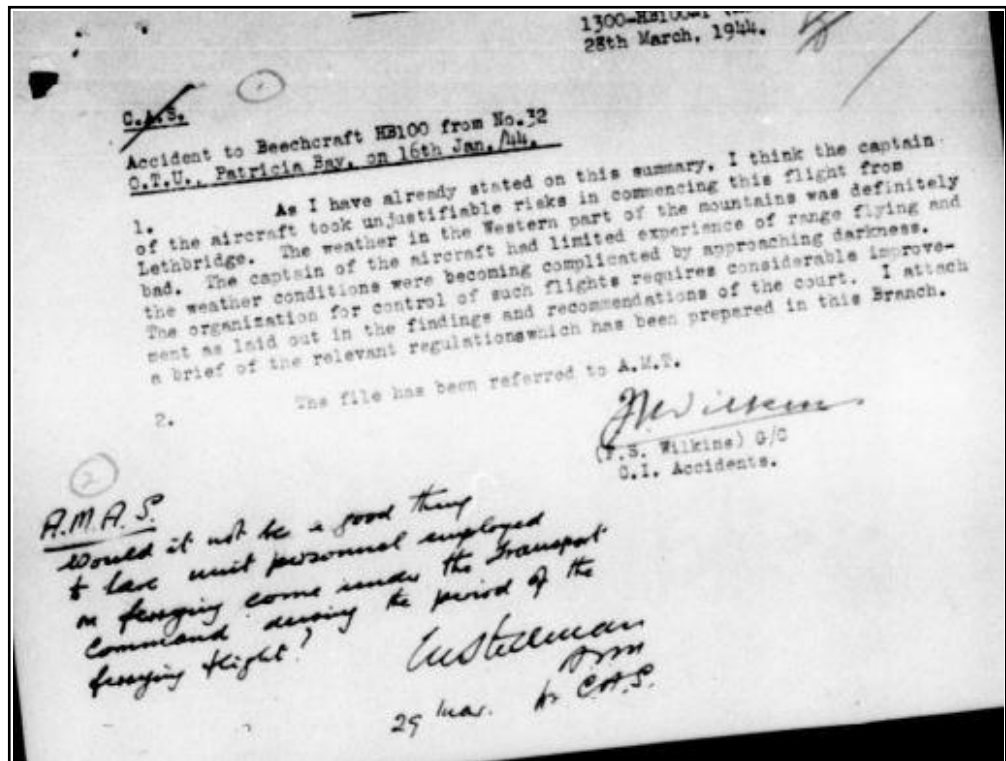 1300-HB100-1
28th March, 1944.
1
C.A.S.
Accident to Beechcraft HB100 from No.32
O.T.U., Patricia Bay, on 16th Jan./44.
1. As I have already stated on this summary. I think the captain
of the aircraft took unjustifiable risks in commencing this flight from
Lethbridge. The weather in the Western part of the mountains was definitely
bad. The captain of the aircraft had limited experience of range flying and
the weather conditions were becoming complicated by approaching darkness.
The organization for control of such flights requires considerable improve-
ment as laid out in the findings and recommendations of the court. I attach
a brief of the relevant regulationswhich has been prepared in this Branch.
2. The file has been referred to A.M.T.
(F.S. Wilkins) G/C
C.I. Accidents.
2
A.M.A.S.
Would it not be a good thing
to have unit personnel employed
on ferrying come under the Transport
Command during the period of the
ferrying flight?
29 Mar. for C.A.S.